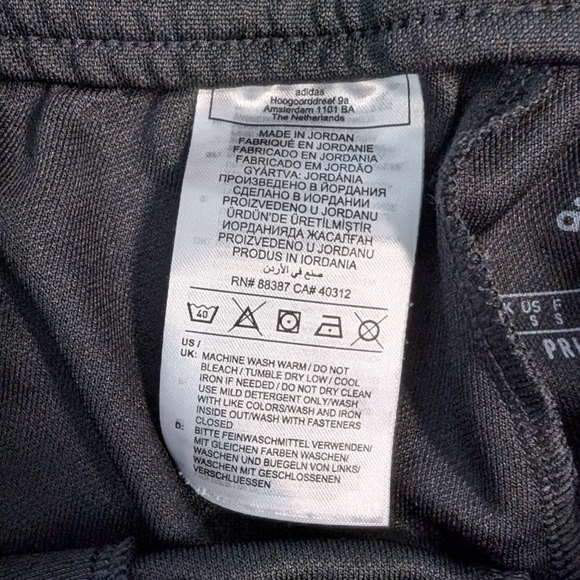 adidas
Hoogoorddreef 9a
Amsterdam 1101 BA
The Netherlands
MADE IN JORDAN
FABRIQUÉ EN JORDANIE
FABRICADO EN JORDANIA
FABRICADO EM JORDÃO
GYÁRTVA: JORDÁNIA
ПРОИЗВЕДЕНО В ЙОРДАНИЯ
СДЕЛАНО В ИОРДАНИИ
PROIZVEDENO U JORDANU
ÜRDÜN'DE ÜRETİLMİŞTİR
ИОРДАНИЯДА ЖАСАЛҒАН
PROIZVEDENO U JORDANU
PRODUS IN IORDANIA
صنع في الأردن
RN# 88387 CA# 40312
40
US /
UK: MACHINE WASH WARM / DO NOT
BLEACH / TUMBLE DRY LOW / COOL
IRON IF NEEDED / DO NOT DRY CLEAN
USE MILD DETERGENT ONLY/WASH
WITH LIKE COLORS/WASH AND IRON
INSIDE OUT/WASH WITH FASTENERS
CLOSED
D: BITTE FEINWASCHMITTEL VERWENDEN/
MIT GLEICHEN FARBEN WASCHEN/
WASCHEN UND BUEGELN VON LINKS/
WASCHEN MIT GESCHLOSSENEN
VERSCHLUESSEN
US
S S